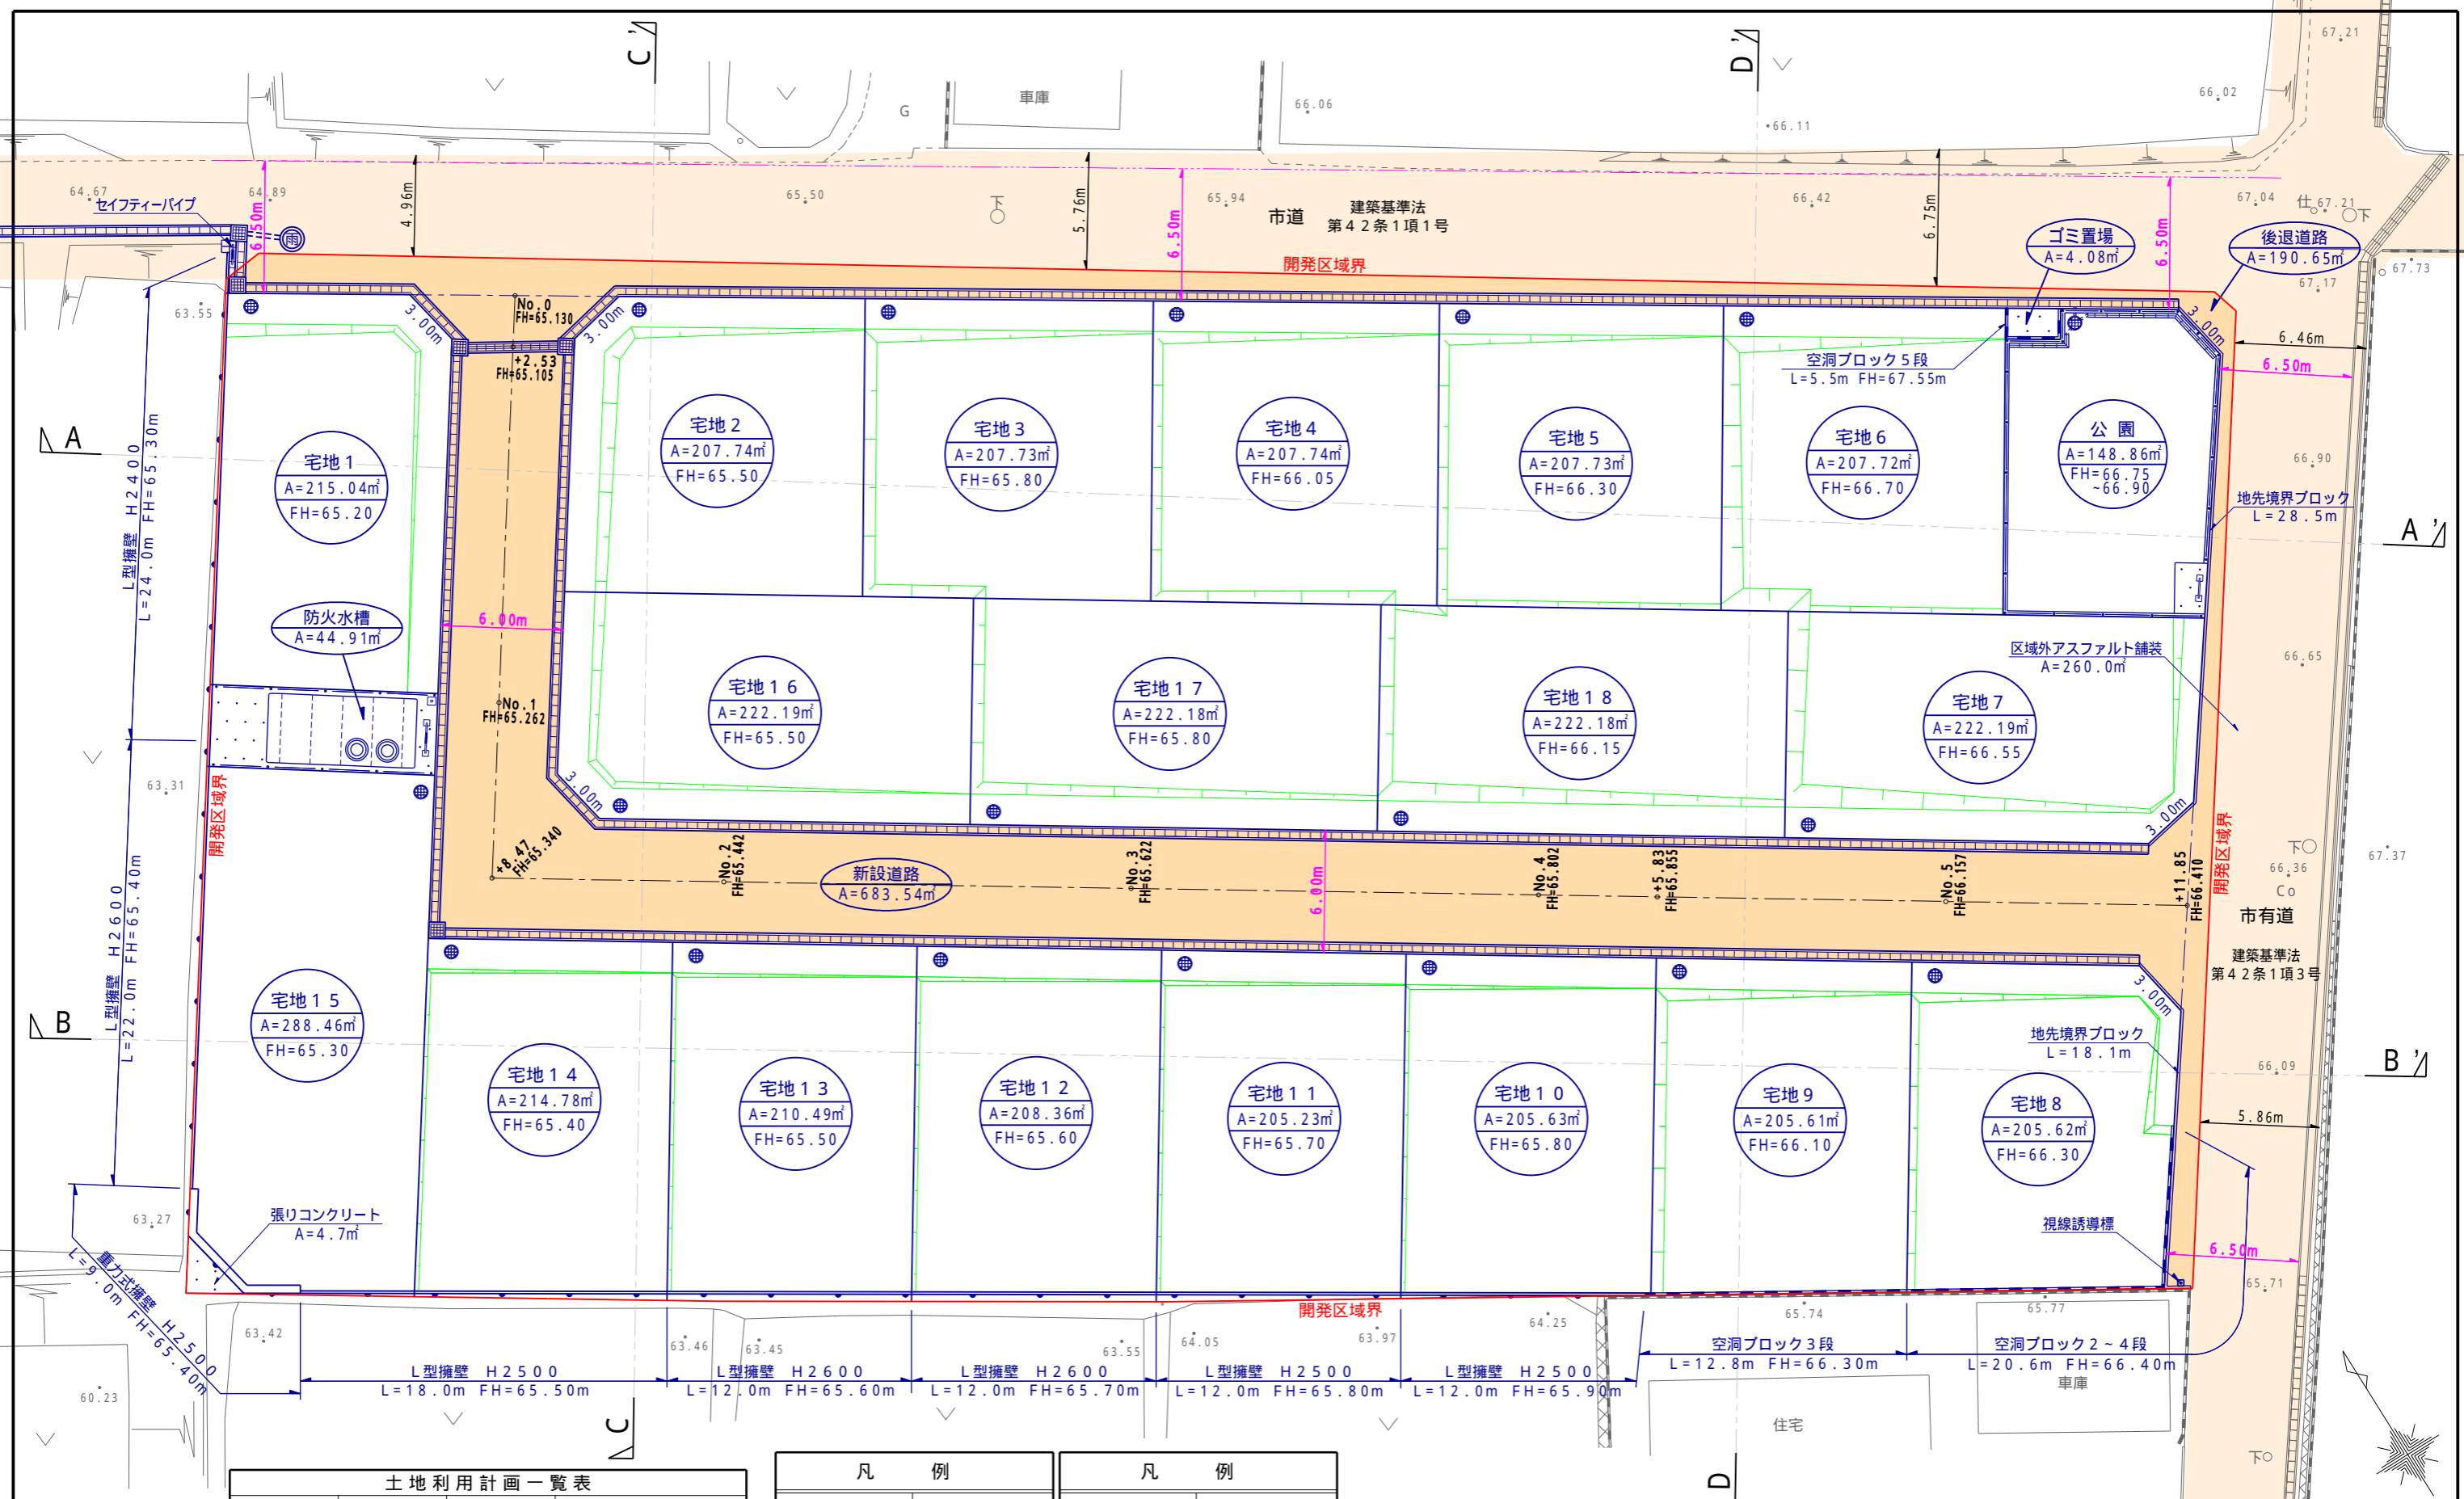 C'
D'
67.21
車庫
G
66.06
66.11
66.02
64.67
セイフティーパイプ
64.89
雨
6.50m
4.96m
65.50
下
5.76m
6.50m
65.94
市道
建築基準法
第42条1項1号
開発区域界
66.42
6.75m
ゴミ置場
A=4.08㎡
6.50m
67.04
仕
67.21
下
後退道路
A=190.65㎡
67.17
67.73
63.55
3.00m
No.0
FH=65.130
3.00m
+2.53
FH=65.105
空洞ブロック5段
L=5.5m FH=67.55m
3.00m
6.46m
6.50m
A
L型擁壁 H2400
L=24.0m FH=65.30m
宅地1
A=215.04㎡
FH=65.20
宅地2
A=207.74㎡
FH=65.50
宅地3
A=207.73㎡
FH=65.80
宅地4
A=207.74㎡
FH=66.05
宅地5
A=207.73㎡
FH=66.30
宅地6
A=207.72㎡
FH=66.70
公園
A=148.86㎡
FH=66.75
~66.90
66.90
地先境界ブロック
L=28.5m
A'
防火水槽
A=44.91㎡
6.00m
No.1
FH=65.262
宅地16
A=222.19㎡
FH=65.50
宅地17
A=222.18㎡
FH=65.80
宅地18
A=222.18㎡
FH=66.15
宅地7
A=222.19㎡
FH=66.55
区域外アスファルト舗装
A=260.0㎡
66.65
63.31
開発区域界
3.00m
+8.47
FH=65.340
No.2
FH=65.442
新設道路
A=683.54㎡
No.3
FH=65.622
6.00m
No.4
FH=65.802
+5.83
FH=65.855
No.5
FH=66.157
3.00m
+11.85
FH=66.410
開発区域界
下
66.36
Co
67.37
市有道
建築基準法
第42条1項3号
L型擁壁 H2600
L=22.0m FH=65.40m
B
宅地15
A=288.46㎡
FH=65.30
宅地14
A=214.78㎡
FH=65.40
宅地13
A=210.49㎡
FH=65.50
宅地12
A=208.36㎡
FH=65.60
宅地11
A=205.23㎡
FH=65.70
宅地10
A=205.63㎡
FH=65.80
宅地9
A=205.61㎡
FH=66.10
宅地8
A=205.62㎡
FH=66.30
3.00m
地先境界ブロック
L=18.1m
66.09
B'
5.86m
63.27
張りコンクリート
A=4.7㎡
視線誘導標
6.50m
65.71
重力式擁壁 H2500
L=9.0m FH=65.40m
63.42
63.46
63.45
63.55
64.05
開発区域界
63.97
64.25
65.74
65.77
60.23
L型擁壁 H2500
L=18.0m FH=65.50m
L型擁壁 H2600
L=12.0m FH=65.60m
L型擁壁 H2600
L=12.0m FH=65.70m
L型擁壁 H2500
L=12.0m FH=65.80m
L型擁壁 H2500
L=12.0m FH=65.90m
空洞ブロック3段
L=12.8m FH=66.30m
空洞ブロック2~4段
L=20.6m FH=66.40m
車庫
住宅
C
D
下
土地利用計画一覧表
凡 例
凡 例